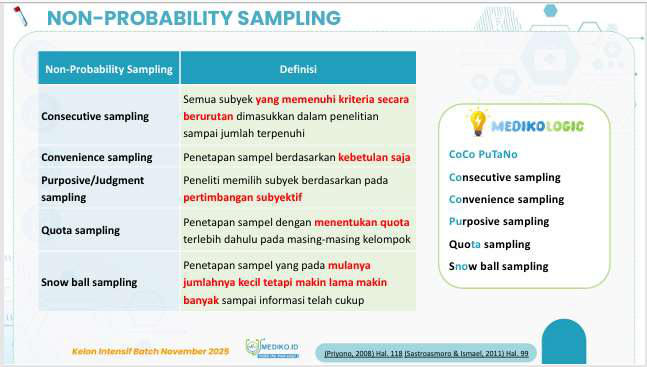 NON-PROBABILITY SAMPLING
Non-Probability Sampling
Definisi
Consecutive sampling
Semua subyek yang memenuhi kriteria secara
berurutan dimasukkan dalam penelitian
sampai jumlah terpenuhi
Convenience sampling
Penetapan sampel berdasarkan kebetulan saja
Purposive/Judgment
sampling
Peneliti memilih subyek berdasarkan pada
pertimbangan subyektif
Quota sampling
Penetapan sampel dengan menentukan quota
terlebih dahulu pada masing-masing kelompok
Snow ball sampling
Penetapan sampel yang pada mulanya
jumlahnya kecil tetapi makin lama makin
banyak sampai informasi telah cukup
MEDIKOLOGIC
CoCo PuTaNo
Consecutive sampling
Convenience sampling
Purposive sampling
Quota sampling
Snow ball sampling
Kelon Intensif Batch November 2025
MEDIKO.ID
(Priyono, 2008) Hal. 118 (Sastroasmoro & Ismael, 2011) Hal. 99